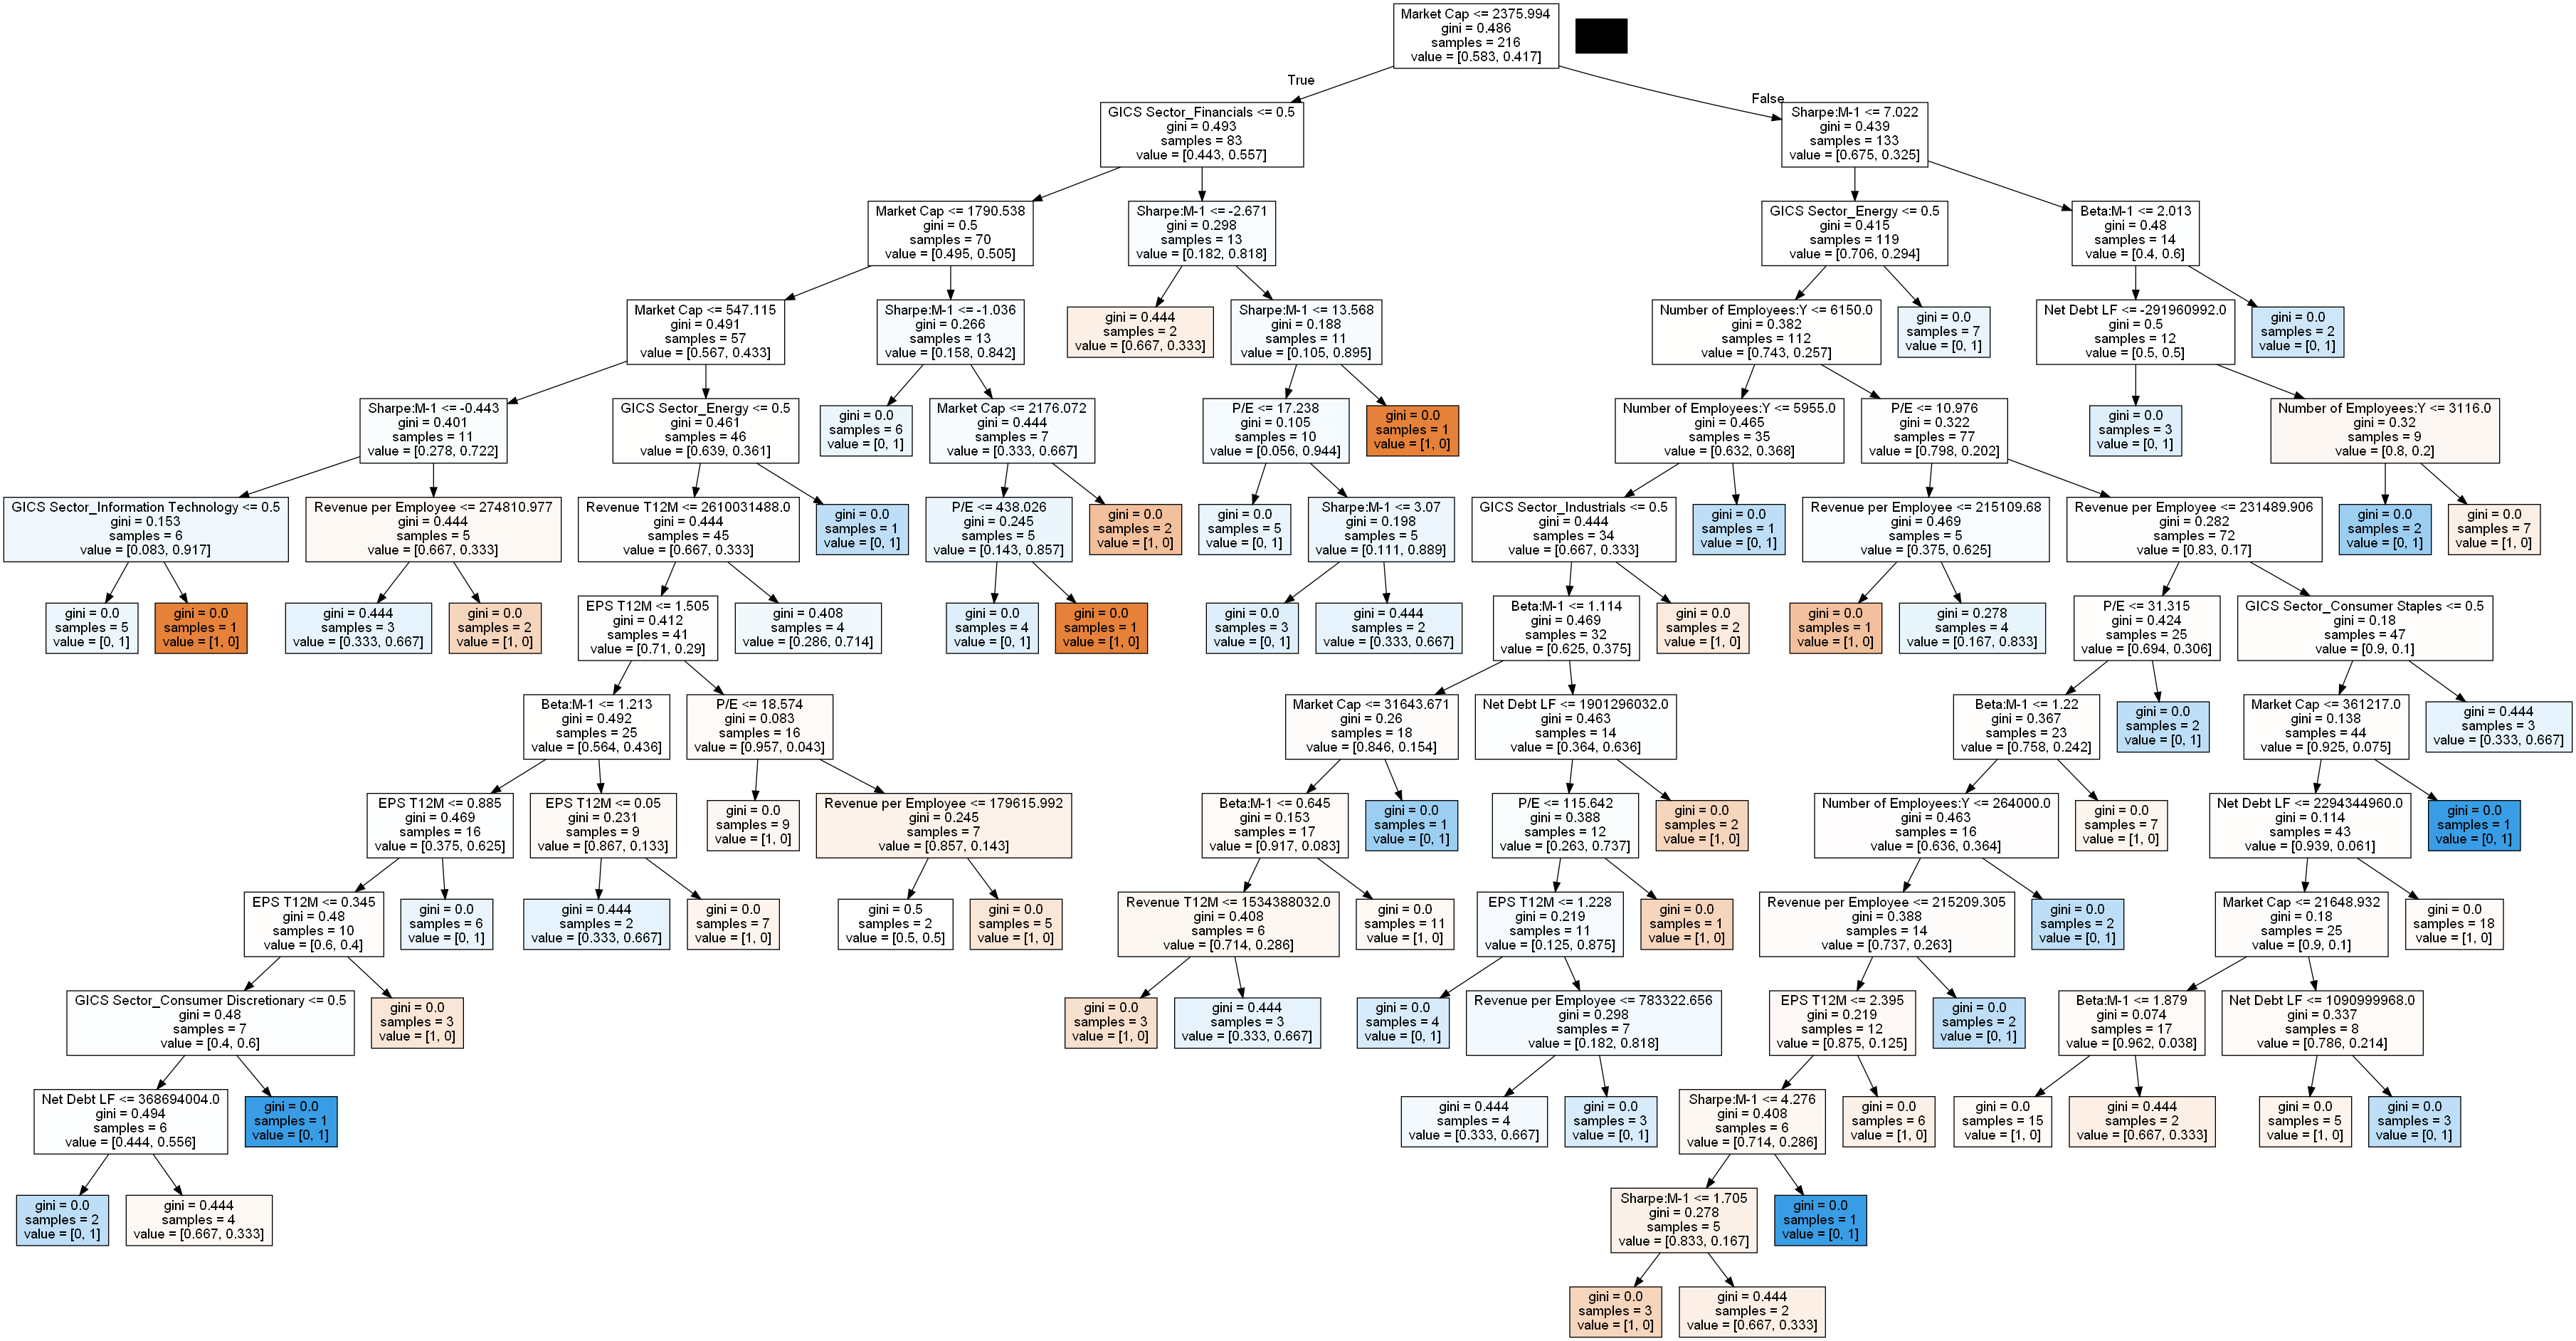 Market Cap <= 2375.994
gini = 0.486
samples = 216
value = [0.583, 0.417]
True
False
GICS Sector_Financials <= 0.5
gini = 0.493
samples = 83
value = [0.443, 0.557]
Sharpe:M-1 <= 7.022
gini = 0.439
samples = 133
value = [0.675, 0.325]
Market Cap <= 1790.538
gini = 0.5
samples = 70
value = [0.495, 0.505]
Sharpe:M-1 <= -2.671
gini = 0.298
samples = 13
value = [0.182, 0.818]
GICS Sector_Energy <= 0.5
gini = 0.415
samples = 119
value = [0.706, 0.294]
Beta:M-1 <= 2.013
gini = 0.48
samples = 14
value = [0.4, 0.6]
Market Cap <= 547.115
gini = 0.491
samples = 57
value = [0.567, 0.433]
Sharpe:M-1 <= -1.036
gini = 0.266
samples = 13
value = [0.158, 0.842]
gini = 0.444
samples = 2
value = [0.667, 0.333]
Sharpe:M-1 <= 13.568
gini = 0.188
samples = 11
value = [0.105, 0.895]
Number of Employees:Y <= 6150.0
gini = 0.382
samples = 112
value = [0.743, 0.257]
gini = 0.0
samples = 7
value = [0, 1]
Net Debt LF <= -291960992.0
gini = 0.5
samples = 12
value = [0.5, 0.5]
gini = 0.0
samples = 2
value = [0, 1]
Sharpe:M-1 <= -0.443
gini = 0.401
samples = 11
value = [0.278, 0.722]
GICS Sector_Energy <= 0.5
gini = 0.461
samples = 46
value = [0.639, 0.361]
gini = 0.0
samples = 6
value = [0, 1]
Market Cap <= 2176.072
gini = 0.444
samples = 7
value = [0.333, 0.667]
P/E <= 17.238
gini = 0.105
samples = 10
value = [0.056, 0.944]
gini = 0.0
samples = 1
value = [1, 0]
Number of Employees:Y <= 5955.0
gini = 0.465
samples = 35
value = [0.632, 0.368]
P/E <= 10.976
gini = 0.322
samples = 77
value = [0.798, 0.202]
gini = 0.0
samples = 3
value = [0, 1]
Number of Employees:Y <= 3116.0
gini = 0.32
samples = 9
value = [0.8, 0.2]
GICS Sector_Information Technology <= 0.5
gini = 0.153
samples = 6
value = [0.083, 0.917]
Revenue per Employee <= 274810.977
gini = 0.444
samples = 5
value = [0.667, 0.333]
Revenue T12M <= 2610031488.0
gini = 0.444
samples = 45
value = [0.667, 0.333]
gini = 0.0
samples = 1
value = [0, 1]
P/E <= 438.026
gini = 0.245
samples = 5
value = [0.143, 0.857]
gini = 0.0
samples = 2
value = [1, 0]
gini = 0.0
samples = 5
value = [0, 1]
Sharpe:M-1 <= 3.07
gini = 0.198
samples = 5
value = [0.111, 0.889]
GICS Sector_Industrials <= 0.5
gini = 0.444
samples = 34
value = [0.667, 0.333]
gini = 0.0
samples = 1
value = [0, 1]
Revenue per Employee <= 215109.68
gini = 0.469
samples = 5
value = [0.375, 0.625]
Revenue per Employee <= 231489.906
gini = 0.282
samples = 72
value = [0.83, 0.17]
gini = 0.0
samples = 2
value = [0, 1]
gini = 0.0
samples = 7
value = [1, 0]
gini = 0.0
samples = 5
value = [0, 1]
gini = 0.0
samples = 1
value = [1, 0]
gini = 0.444
samples = 3
value = [0.333, 0.667]
gini = 0.0
samples = 2
value = [1, 0]
EPS T12M <= 1.505
gini = 0.412
samples = 41
value = [0.71, 0.29]
gini = 0.408
samples = 4
value = [0.286, 0.714]
gini = 0.0
samples = 4
value = [0, 1]
gini = 0.0
samples = 1
value = [1, 0]
gini = 0.0
samples = 3
value = [0, 1]
gini = 0.444
samples = 2
value = [0.333, 0.667]
Beta:M-1 <= 1.114
gini = 0.469
samples = 32
value = [0.625, 0.375]
gini = 0.0
samples = 2
value = [1, 0]
gini = 0.0
samples = 1
value = [1, 0]
gini = 0.278
samples = 4
value = [0.167, 0.833]
P/E <= 31.315
gini = 0.424
samples = 25
value = [0.694, 0.306]
GICS Sector_Consumer Staples <= 0.5
gini = 0.18
samples = 47
value = [0.9, 0.1]
Beta:M-1 <= 1.213
gini = 0.492
samples = 25
value = [0.564, 0.436]
P/E <= 18.574
gini = 0.083
samples = 16
value = [0.957, 0.043]
Market Cap <= 31643.671
gini = 0.26
samples = 18
value = [0.846, 0.154]
Net Debt LF <= 1901296032.0
gini = 0.463
samples = 14
value = [0.364, 0.636]
Beta:M-1 <= 1.22
gini = 0.367
samples = 23
value = [0.758, 0.242]
gini = 0.0
samples = 2
value = [0, 1]
Market Cap <= 361217.0
gini = 0.138
samples = 44
value = [0.925, 0.075]
gini = 0.444
samples = 3
value = [0.333, 0.667]
EPS T12M <= 0.885
gini = 0.469
samples = 16
value = [0.375, 0.625]
EPS T12M <= 0.05
gini = 0.231
samples = 9
value = [0.867, 0.133]
gini = 0.0
samples = 9
value = [1, 0]
Revenue per Employee <= 179615.992
gini = 0.245
samples = 7
value = [0.857, 0.143]
Beta:M-1 <= 0.645
gini = 0.153
samples = 17
value = [0.917, 0.083]
gini = 0.0
samples = 1
value = [0, 1]
P/E <= 115.642
gini = 0.388
samples = 12
value = [0.263, 0.737]
gini = 0.0
samples = 2
value = [1, 0]
Number of Employees:Y <= 264000.0
gini = 0.463
samples = 16
value = [0.636, 0.364]
gini = 0.0
samples = 7
value = [1, 0]
Net Debt LF <= 2294344960.0
gini = 0.114
samples = 43
value = [0.939, 0.061]
gini = 0.0
samples = 1
value = [0, 1]
EPS T12M <= 0.345
gini = 0.48
samples = 10
value = [0.6, 0.4]
gini = 0.0
samples = 6
value = [0, 1]
gini = 0.444
samples = 2
value = [0.333, 0.667]
gini = 0.0
samples = 7
value = [1, 0]
gini = 0.5
samples = 2
value = [0.5, 0.5]
gini = 0.0
samples = 5
value = [1, 0]
Revenue T12M <= 1534388032.0
gini = 0.408
samples = 6
value = [0.714, 0.286]
gini = 0.0
samples = 11
value = [1, 0]
EPS T12M <= 1.228
gini = 0.219
samples = 11
value = [0.125, 0.875]
gini = 0.0
samples = 1
value = [1, 0]
Revenue per Employee <= 215209.305
gini = 0.388
samples = 14
value = [0.737, 0.263]
gini = 0.0
samples = 2
value = [0, 1]
Market Cap <= 21648.932
gini = 0.18
samples = 25
value = [0.9, 0.1]
gini = 0.0
samples = 18
value = [1, 0]
GICS Sector_Consumer Discretionary <= 0.5
gini = 0.48
samples = 7
value = [0.4, 0.6]
gini = 0.0
samples = 3
value = [1, 0]
gini = 0.0
samples = 3
value = [1, 0]
gini = 0.444
samples = 3
value = [0.333, 0.667]
gini = 0.0
samples = 4
value = [0, 1]
Revenue per Employee <= 783322.656
gini = 0.298
samples = 7
value = [0.182, 0.818]
EPS T12M <= 2.395
gini = 0.219
samples = 12
value = [0.875, 0.125]
gini = 0.0
samples = 2
value = [0, 1]
Beta:M-1 <= 1.879
gini = 0.074
samples = 17
value = [0.962, 0.038]
Net Debt LF <= 1090999968.0
gini = 0.337
samples = 8
value = [0.786, 0.214]
Net Debt LF <= 368694004.0
gini = 0.494
samples = 6
value = [0.444, 0.556]
gini = 0.0
samples = 1
value = [0, 1]
gini = 0.444
samples = 4
value = [0.333, 0.667]
gini = 0.0
samples = 3
value = [0, 1]
Sharpe:M-1 <= 4.276
gini = 0.408
samples = 6
value = [0.714, 0.286]
gini = 0.0
samples = 6
value = [1, 0]
gini = 0.0
samples = 15
value = [1, 0]
gini = 0.444
samples = 2
value = [0.667, 0.333]
gini = 0.0
samples = 5
value = [1, 0]
gini = 0.0
samples = 3
value = [0, 1]
gini = 0.0
samples = 2
value = [0, 1]
gini = 0.444
samples = 4
value = [0.667, 0.333]
Sharpe:M-1 <= 1.705
gini = 0.278
samples = 5
value = [0.833, 0.167]
gini = 0.0
samples = 1
value = [0, 1]
gini = 0.0
samples = 3
value = [1, 0]
gini = 0.444
samples = 2
value = [0.667, 0.333]